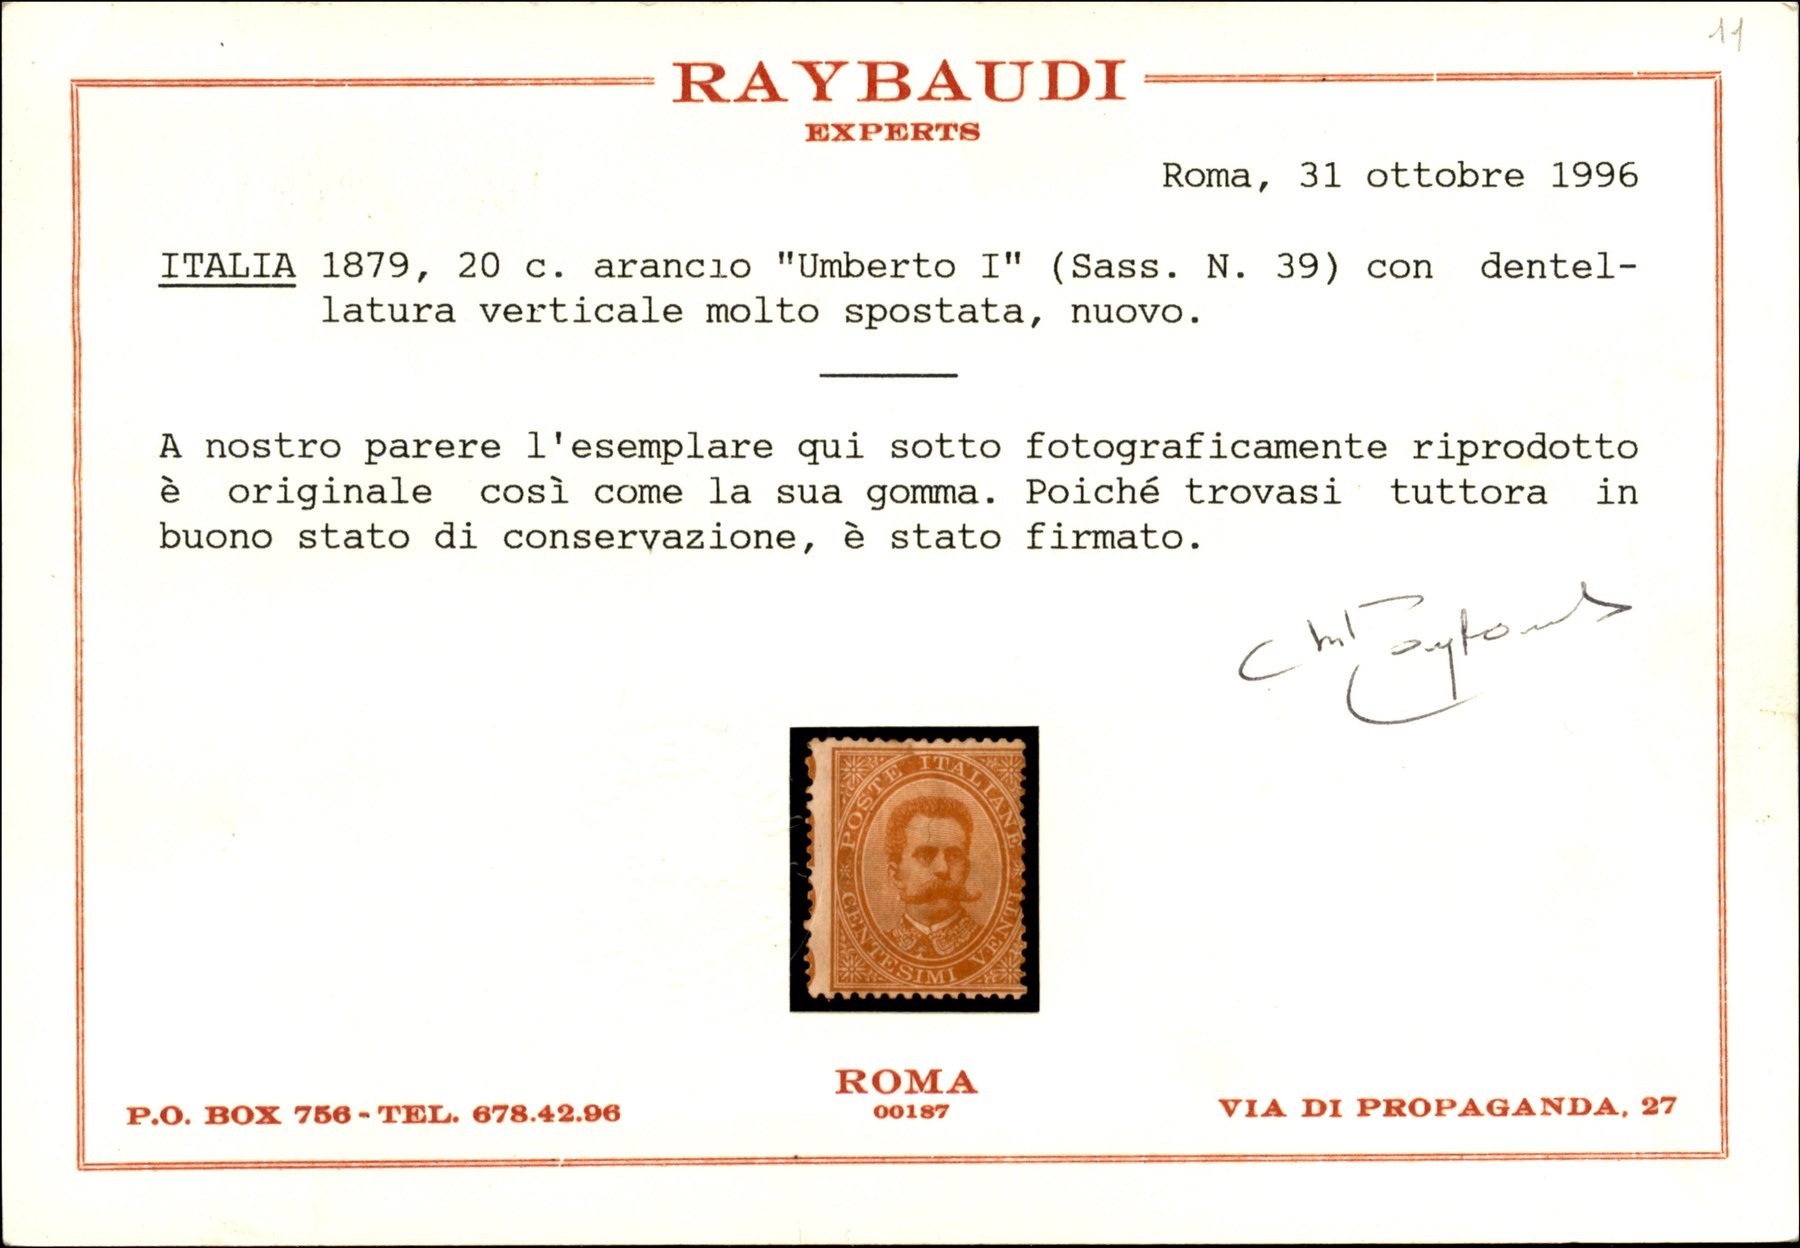 11
RAYBAUDI
EXPERTS
Roma, 31 ottobre 1996
ITALIA 1879, 20 c. arancio "Umberto I" (Sass. N. 39) con dentel-
latura verticale molto spostata, nuovo.
A nostro parere l'esemplare qui sotto fotograficamente riprodotto
è originale così come la sua gomma. Poiché trovasi tuttora in
buono stato di conservazione, è stato firmato.
POSTE ITALIANE
CENTESIMI VENTI
ROMA
00187
P.O. BOX 756 - TEL. 678.42.96
VIA DI PROPAGANDA, 27